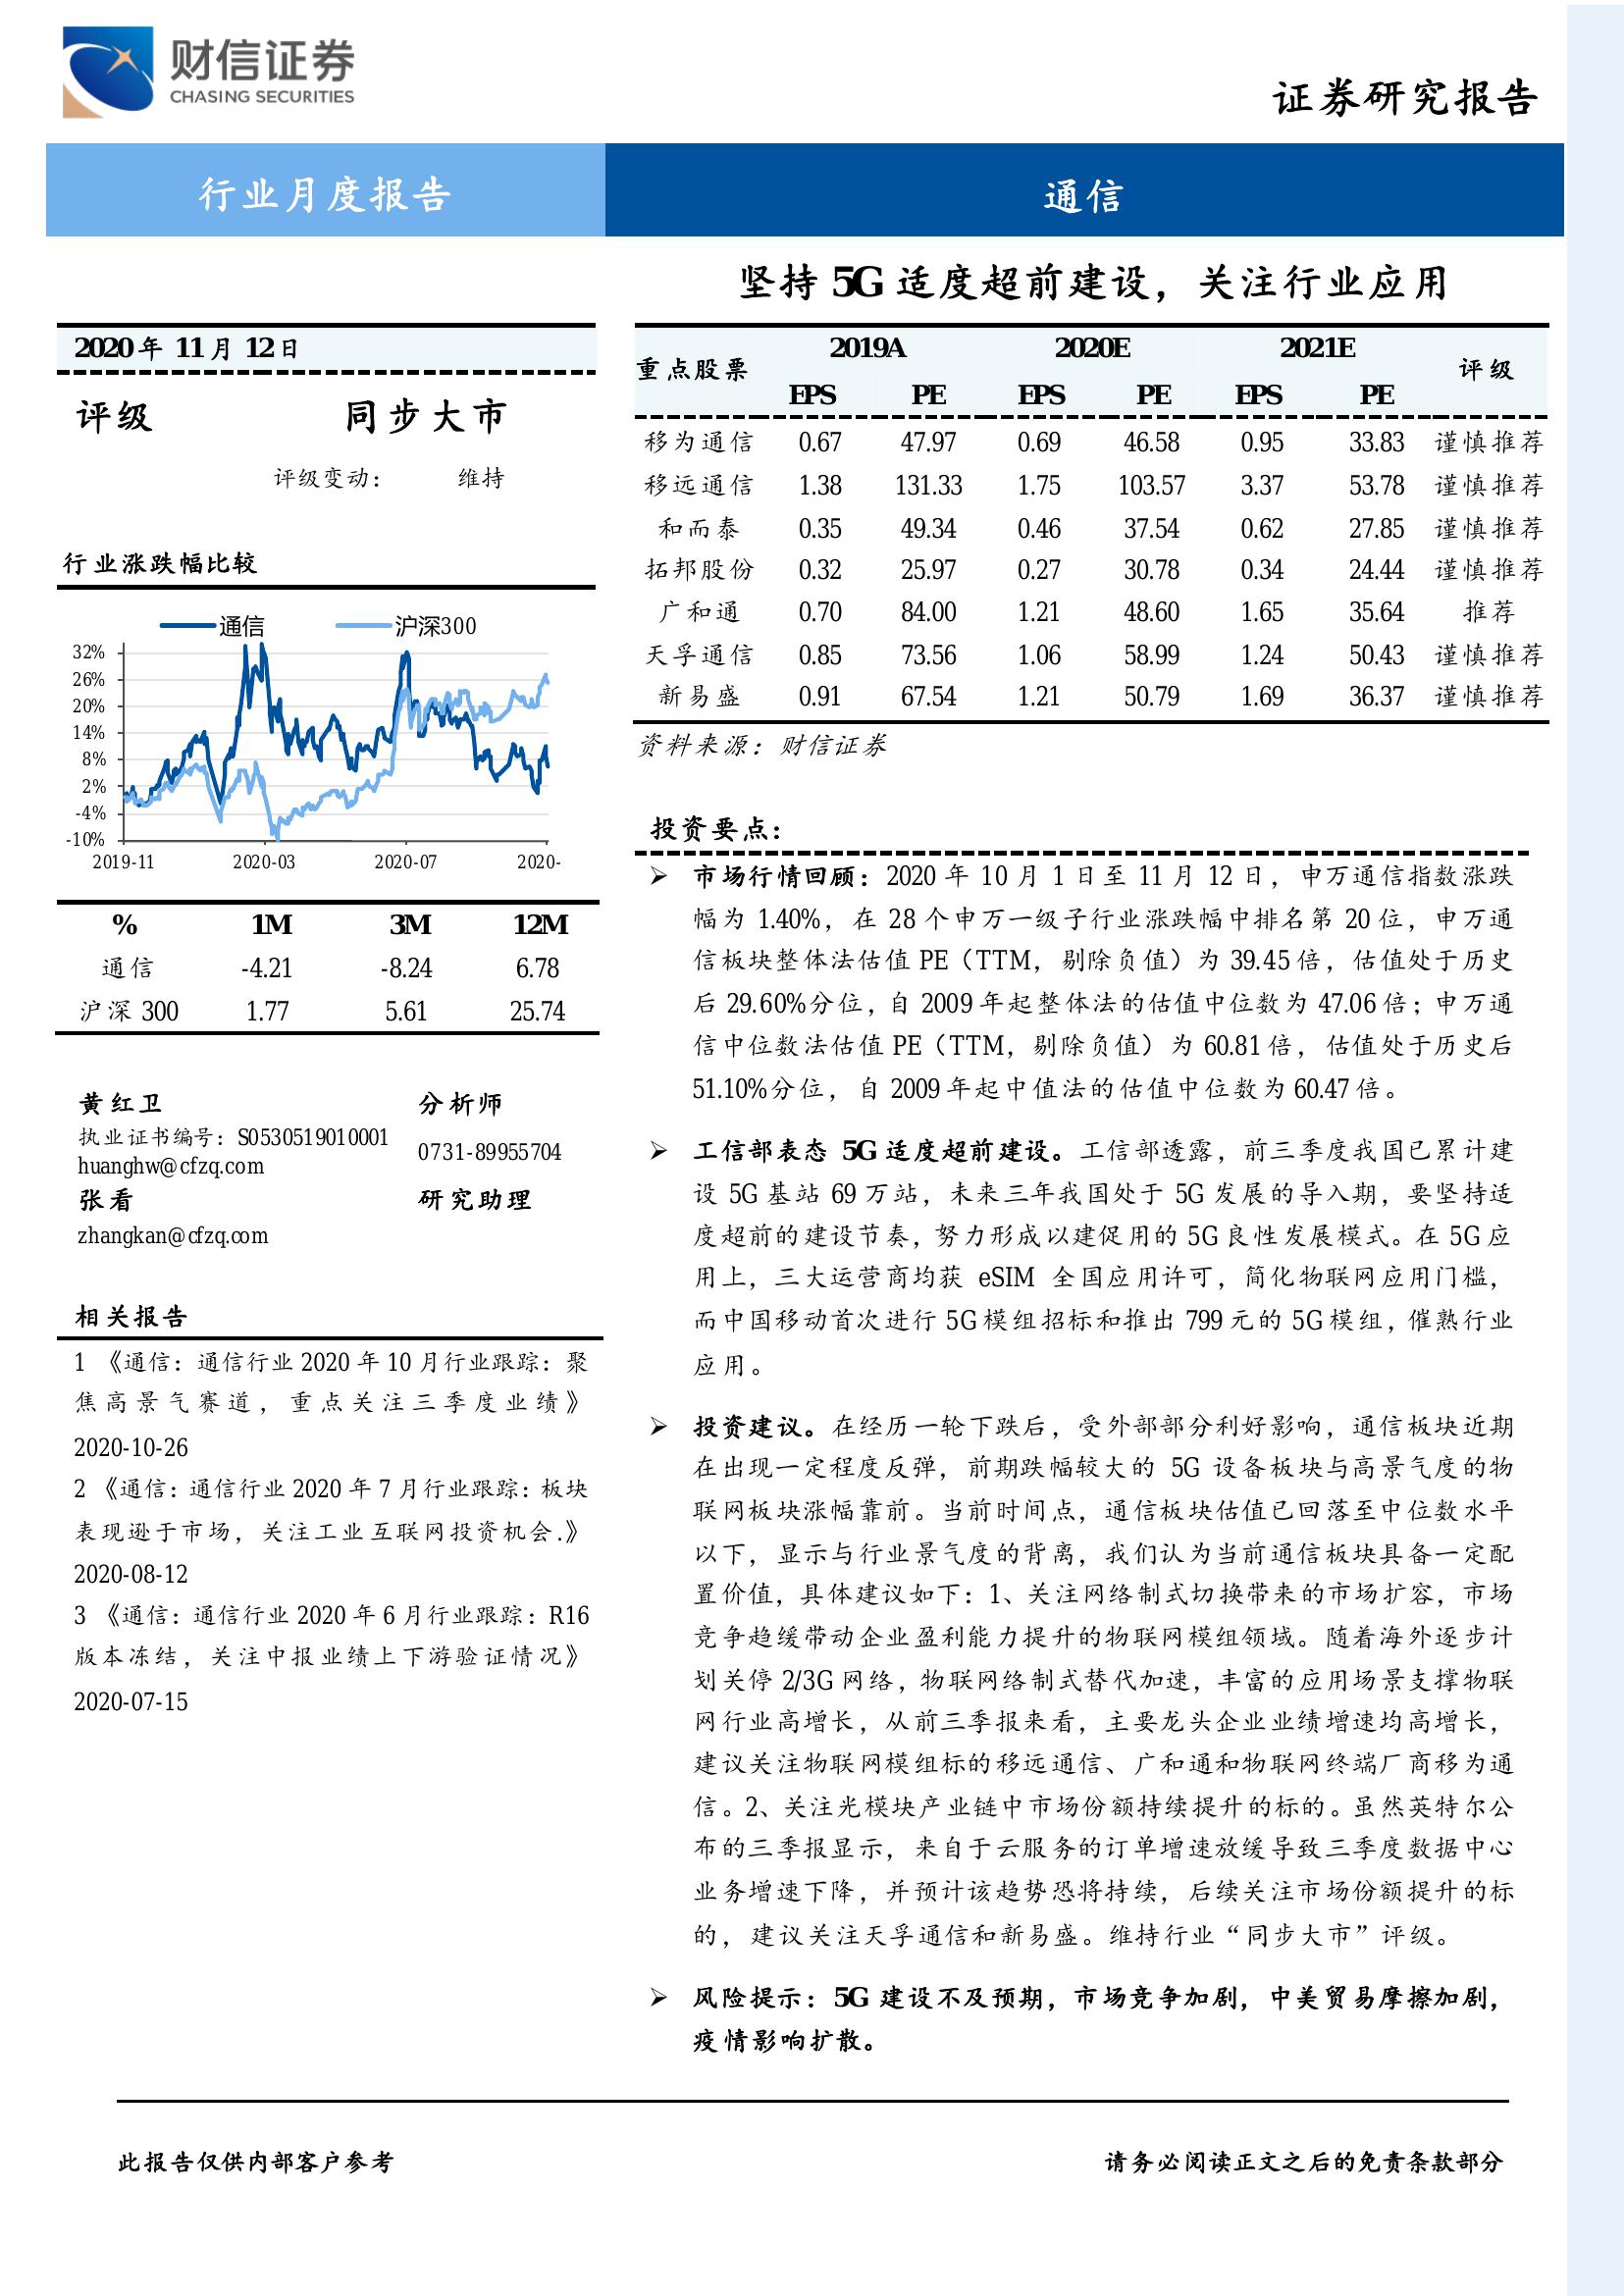 财信证券
CHASING SECURITIES
证券研究报告
行业月度报告
通信
坚持 5G 适度超前建设，关注行业应用
2020 年 11 月 12 日
评级 同步大市
评级变动： 维持
行业涨跌幅比较
通信 沪深300
32%
26%
20%
14%
8%
2%
-4%
-10%
2019-11 2020-03 2020-07 2020-
% 1M 3M 12M
通信 -4.21 -8.24 6.78
沪深 300 1.77 5.61 25.74
黄红卫 分析师
执业证书编号：S0530519010001
huanghw@cfzq.com 0731-89955704
张看 研究助理
zhangkan@cfzq.com
相关报告
1 《通信：通信行业 2020 年 10 月行业跟踪：聚
焦高景气赛道，重点关注三季度业绩》
2020-10-26
2 《通信：通信行业 2020 年 7 月行业跟踪：板块
表现逊于市场，关注工业互联网投资机会.》
2020-08-12
3 《通信：通信行业 2020 年 6 月行业跟踪：R16
版本冻结，关注中报业绩上下游验证情况》
2020-07-15
重点股票 2019A 2020E 2021E 评级
EPS PE EPS PE EPS PE
移为通信 0.67 47.97 0.69 46.58 0.95 33.83 谨慎推荐
移远通信 1.38 131.33 1.75 103.57 3.37 53.78 谨慎推荐
和而泰 0.35 49.34 0.46 37.54 0.62 27.85 谨慎推荐
拓邦股份 0.32 25.97 0.27 30.78 0.34 24.44 谨慎推荐
广和通 0.70 84.00 1.21 48.60 1.65 35.64 推荐
天孚通信 0.85 73.56 1.06 58.99 1.24 50.43 谨慎推荐
新易盛 0.91 67.54 1.21 50.79 1.69 36.37 谨慎推荐
资料来源：财信证券
投资要点：
➢ 市场行情回顾：2020 年 10 月 1 日至 11 月 12 日，申万通信指数涨跌
幅为 1.40%，在 28 个申万一级子行业涨跌幅中排名第 20 位，申万通
信板块整体法估值 PE（TTM，剔除负值）为 39.45 倍，估值处于历史
后 29.60%分位，自 2009 年起整体法的估值中位数为 47.06 倍；申万通
信中位数法估值 PE（TTM，剔除负值）为 60.81 倍，估值处于历史后
51.10%分位，自 2009 年起中值法的估值中位数为 60.47 倍。
➢ 工信部表态 5G 适度超前建设。工信部透露，前三季度我国已累计建
设 5G 基站 69 万站，未来三年我国处于 5G 发展的导入期，要坚持适
度超前的建设节奏，努力形成以建促用的 5G 良性发展模式。在 5G 应
用上，三大运营商均获 eSIM 全国应用许可，简化物联网应用门槛，
而中国移动首次进行 5G 模组招标和推出 799 元的 5G 模组，催熟行业
应用。
➢ 投资建议。在经历一轮下跌后，受外部部分利好影响，通信板块近期
在出现一定程度反弹，前期跌幅较大的 5G 设备板块与高景气度的物
联网板块涨幅靠前。当前时间点，通信板块估值已回落至中位数水平
以下，显示与行业景气度的背离，我们认为当前通信板块具备一定配
置价值，具体建议如下：1、关注网络制式切换带来的市场扩容，市场
竞争趋缓带动企业盈利能力提升的物联网模组领域。随着海外逐步计
划关停 2/3G 网络，物联网络制式替代加速，丰富的应用场景支撑物联
网行业高增长，从前三季报来看，主要龙头企业业绩增速均高增长，
建议关注物联网模组标的移远通信、广和通和物联网终端厂商移为通
信。2、关注光模块产业链中市场份额持续提升的标的。虽然英特尔公
布的三季报显示，来自于云服务的订单增速放缓导致三季度数据中心
业务增速下降，并预计该趋势恐将持续，后续关注市场份额提升的标
的，建议关注天孚通信和新易盛。维持行业“同步大市”评级。
➢ 风险提示：5G 建设不及预期，市场竞争加剧，中美贸易摩擦加剧，
疫情影响扩散。
此报告仅供内部客户参考
请务必阅读正文之后的免责条款部分